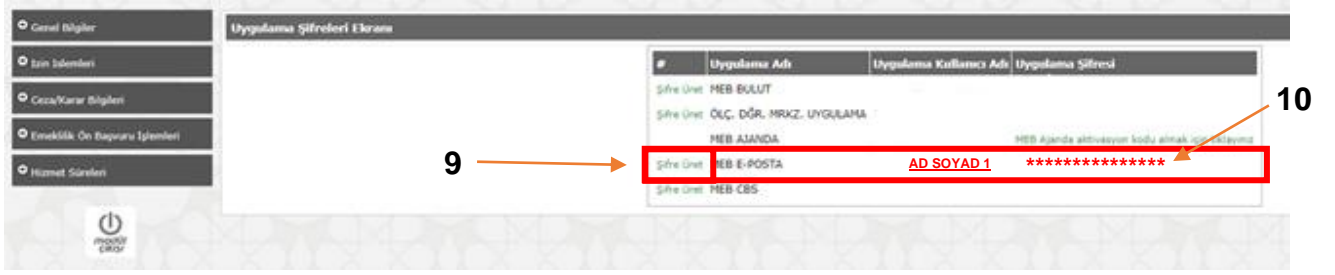 Genel Bilgiler
İzin İşlemleri
Ceza/Karar Bilgileri
Emeklilik Ön Başvuru İşlemleri
Hizmet Süreleri
modül
çıkış
Uygulama Şifreleri Ekranı
# Uygulama Adı Uygulama Kullanıcı Adı Uygulama Şifresi
Şifre Üret MEB BULUT
Şifre Üret ÖLÇ. DĞR. MRKZ. UYGULAMA
MEB AJANDA MEB Ajanda aktivasyon kodu almak için tıklayınız
Şifre Üret MEB E-POSTA AD SOYAD 1 ***************
Şifre Üret MEB CBS
9
10